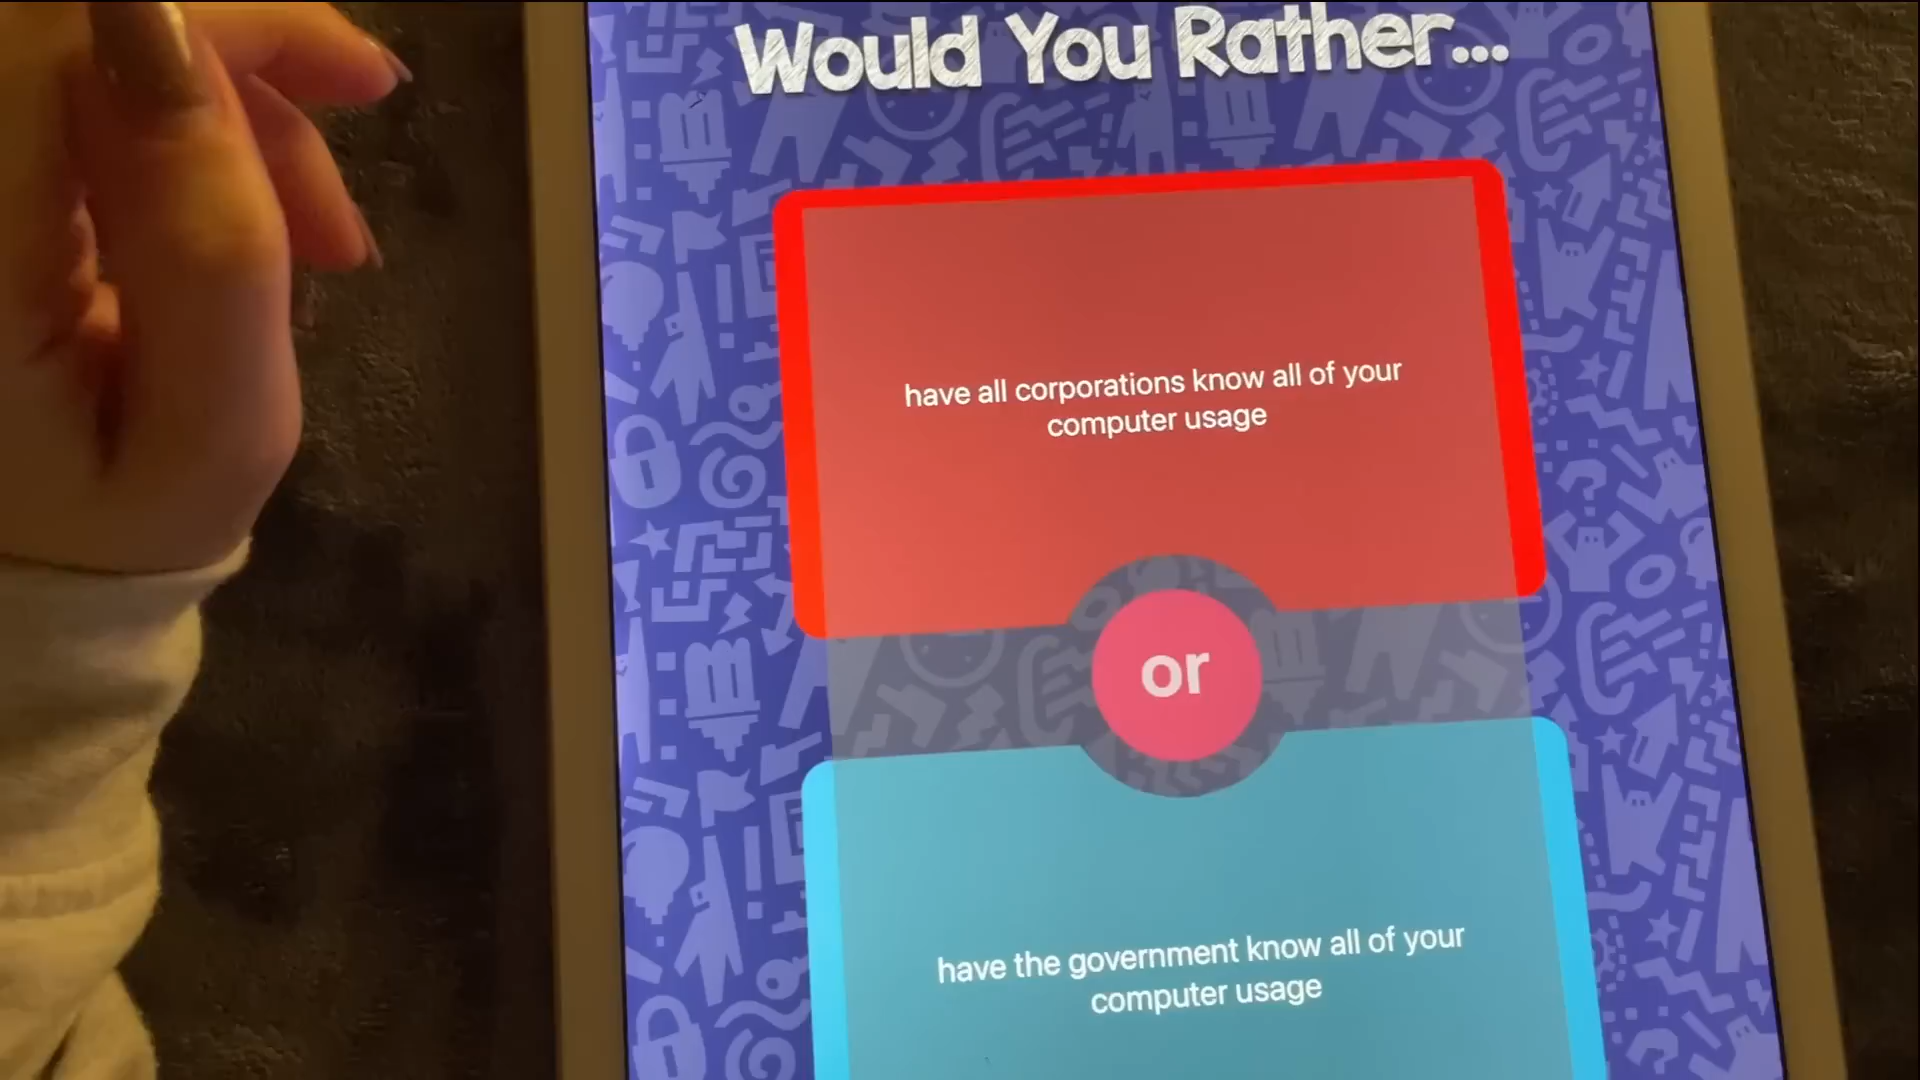 Would You Rather...
have all corporations know all of your
computer usage
or
have the government know all of your
computer usage